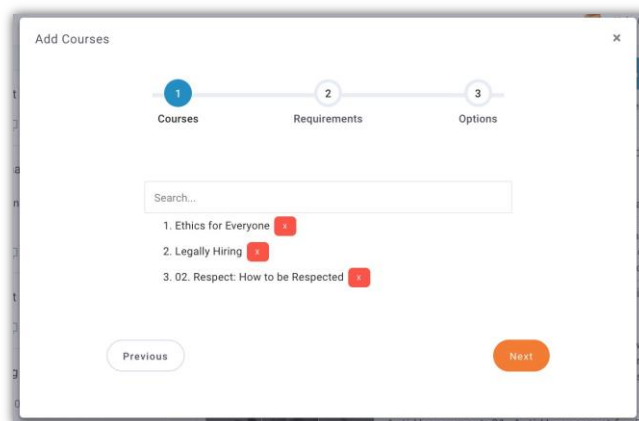 Add Courses
×
1
2
3
Courses
Requirements
Options
Search...
1. Ethics for Everyone x
2. Legally Hiring x
3. 02. Respect: How to be Respected x
Previous
Next